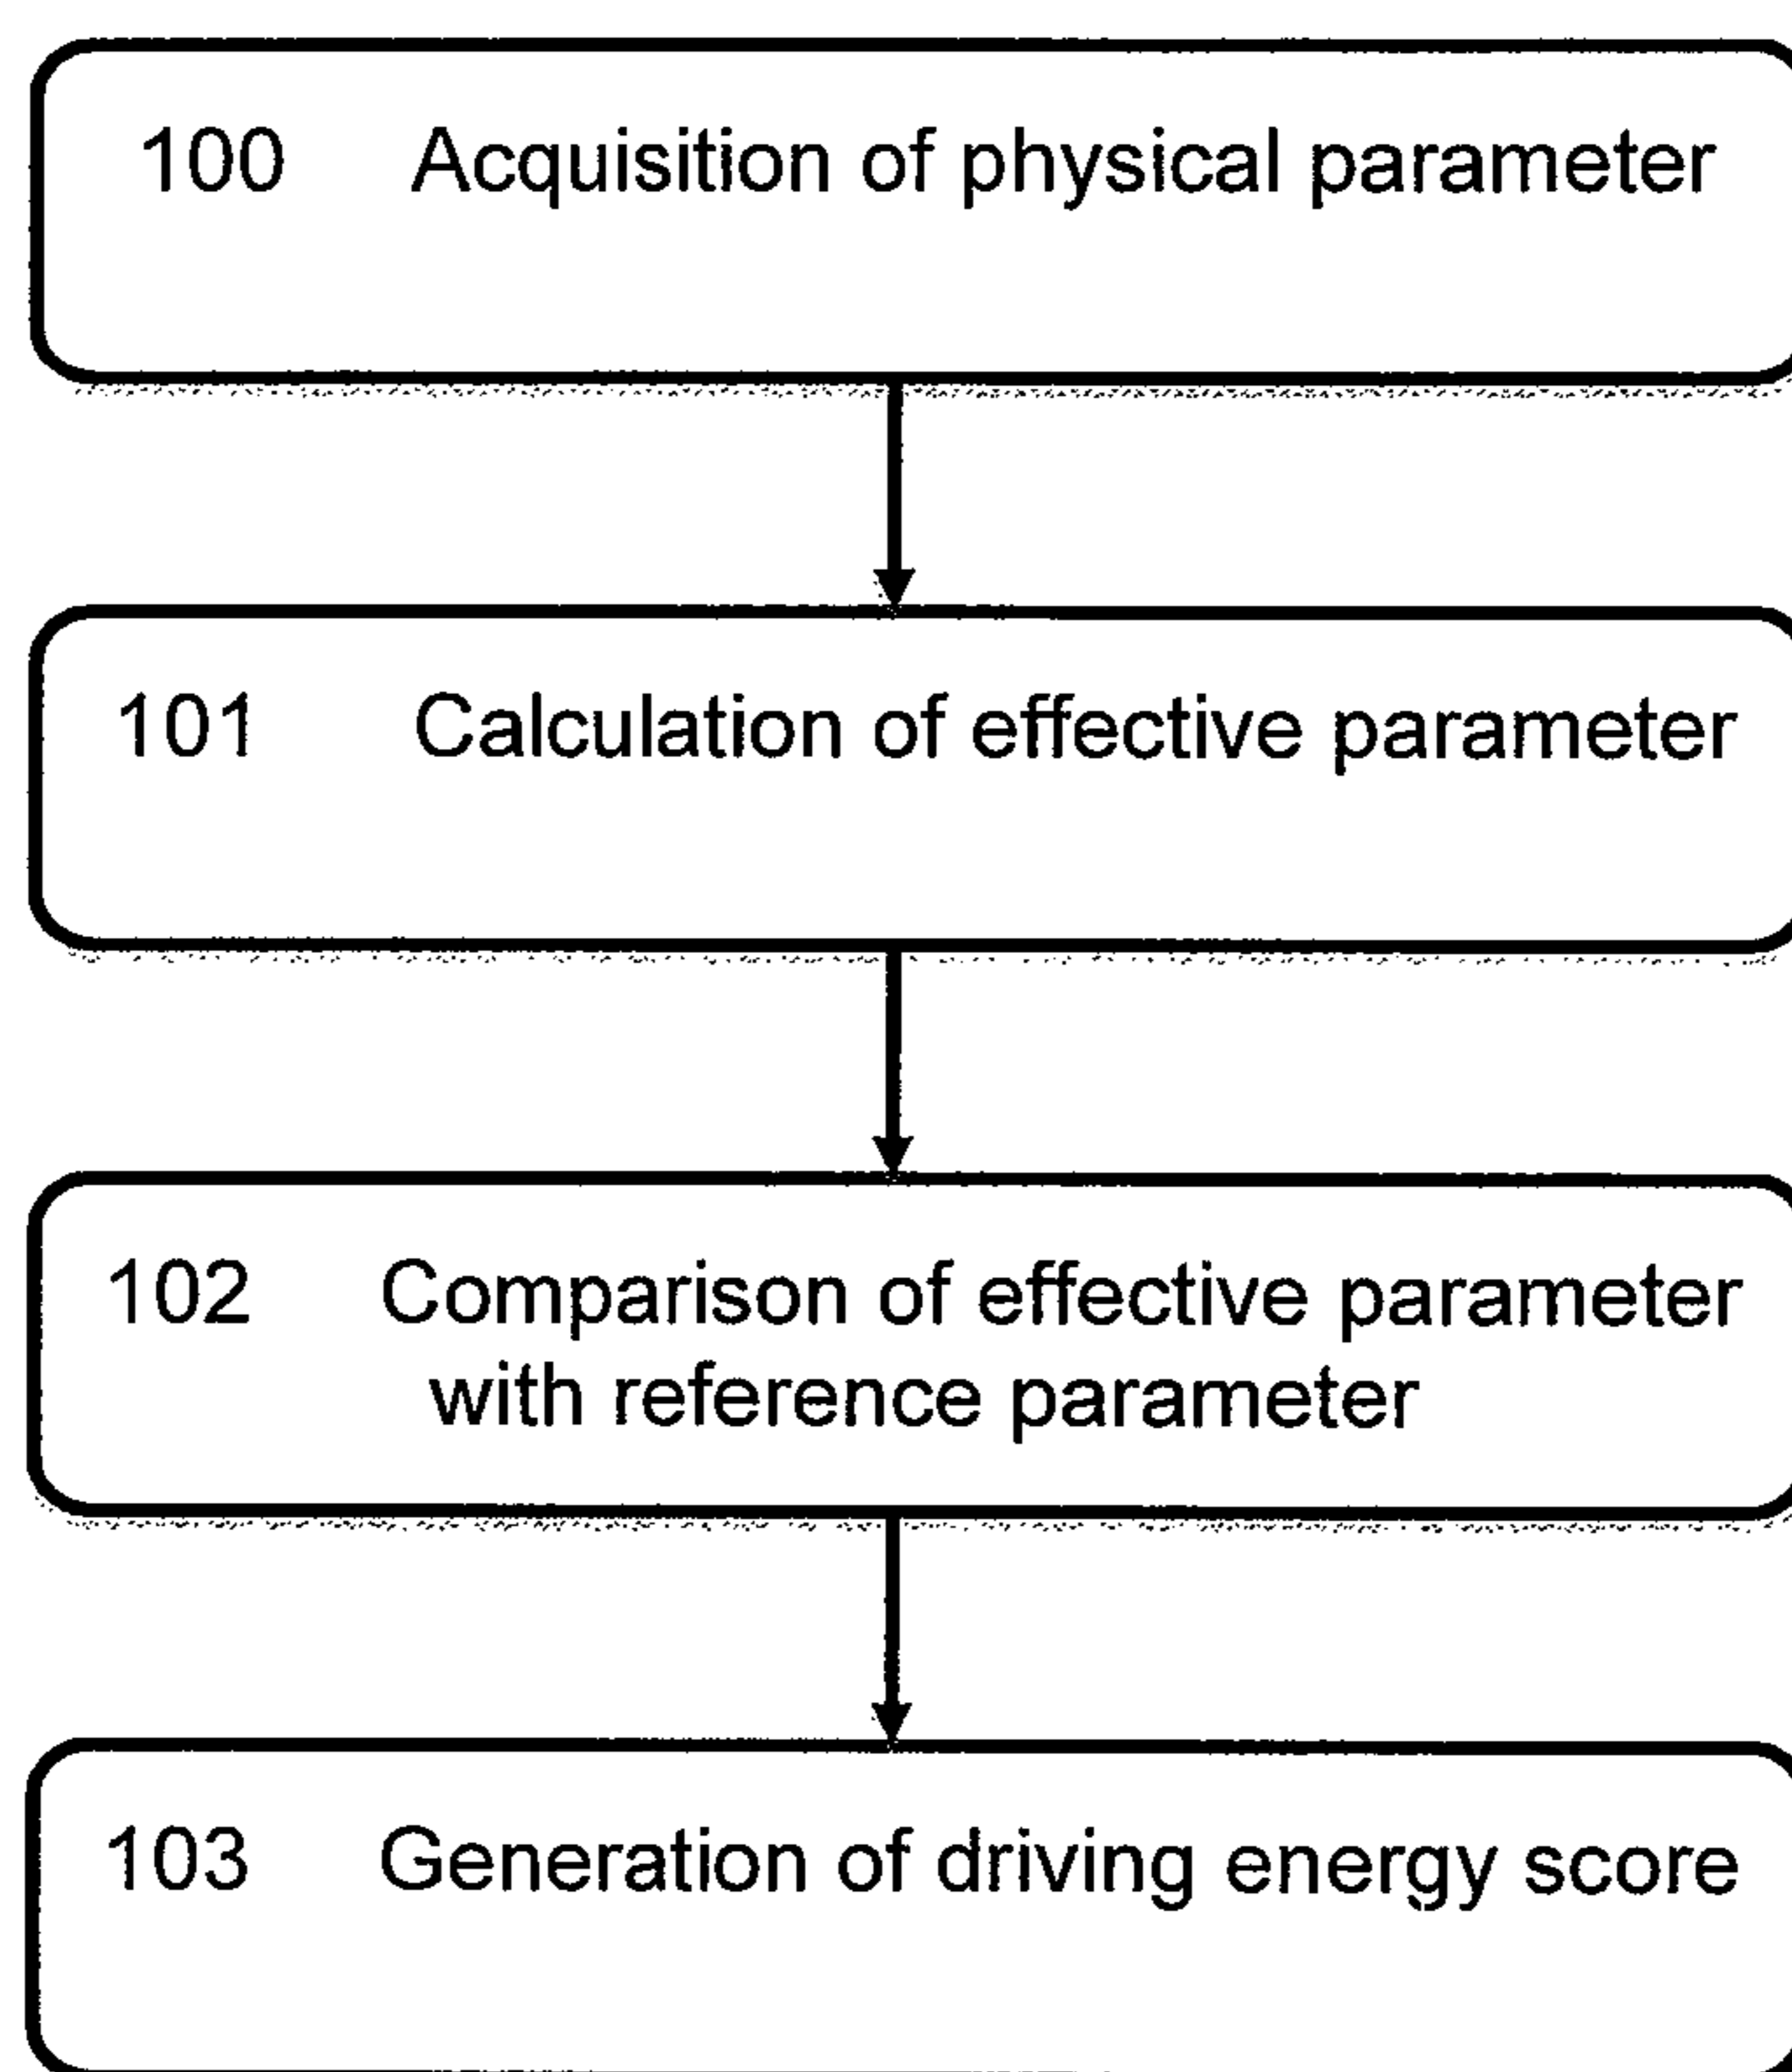 100 Acquisition of physical parameter
101 Calculation of effective parameter
102 Comparison of effective parameter
with reference parameter
103 Generation of driving energy score